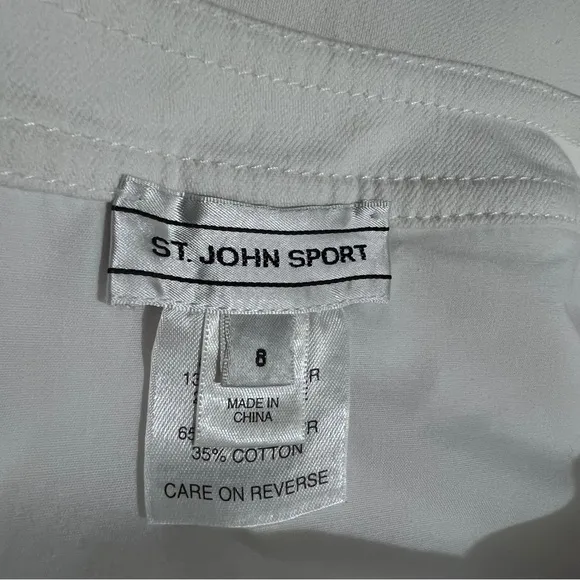 ST. JOHN SPORT
8
MADE IN
CHINA
35% COTTON
CARE ON REVERSE